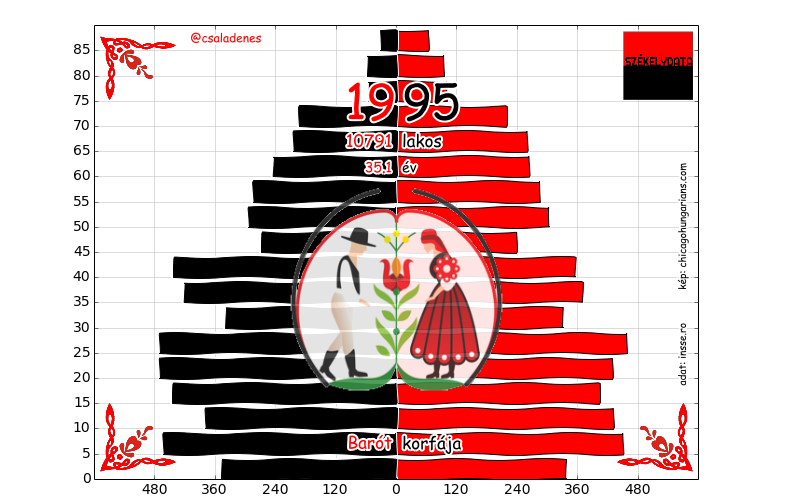 @csaladenes
SZÉKELYDATA
1995
10791 lakos
35.1 év
kép: chicagohungarians.com
adat: insse.ro
Barót korfája
85
80
75
70
65
60
55
50
45
40
35
30
25
20
15
10
5
0
480 360 240 120 0 120 240 360 480